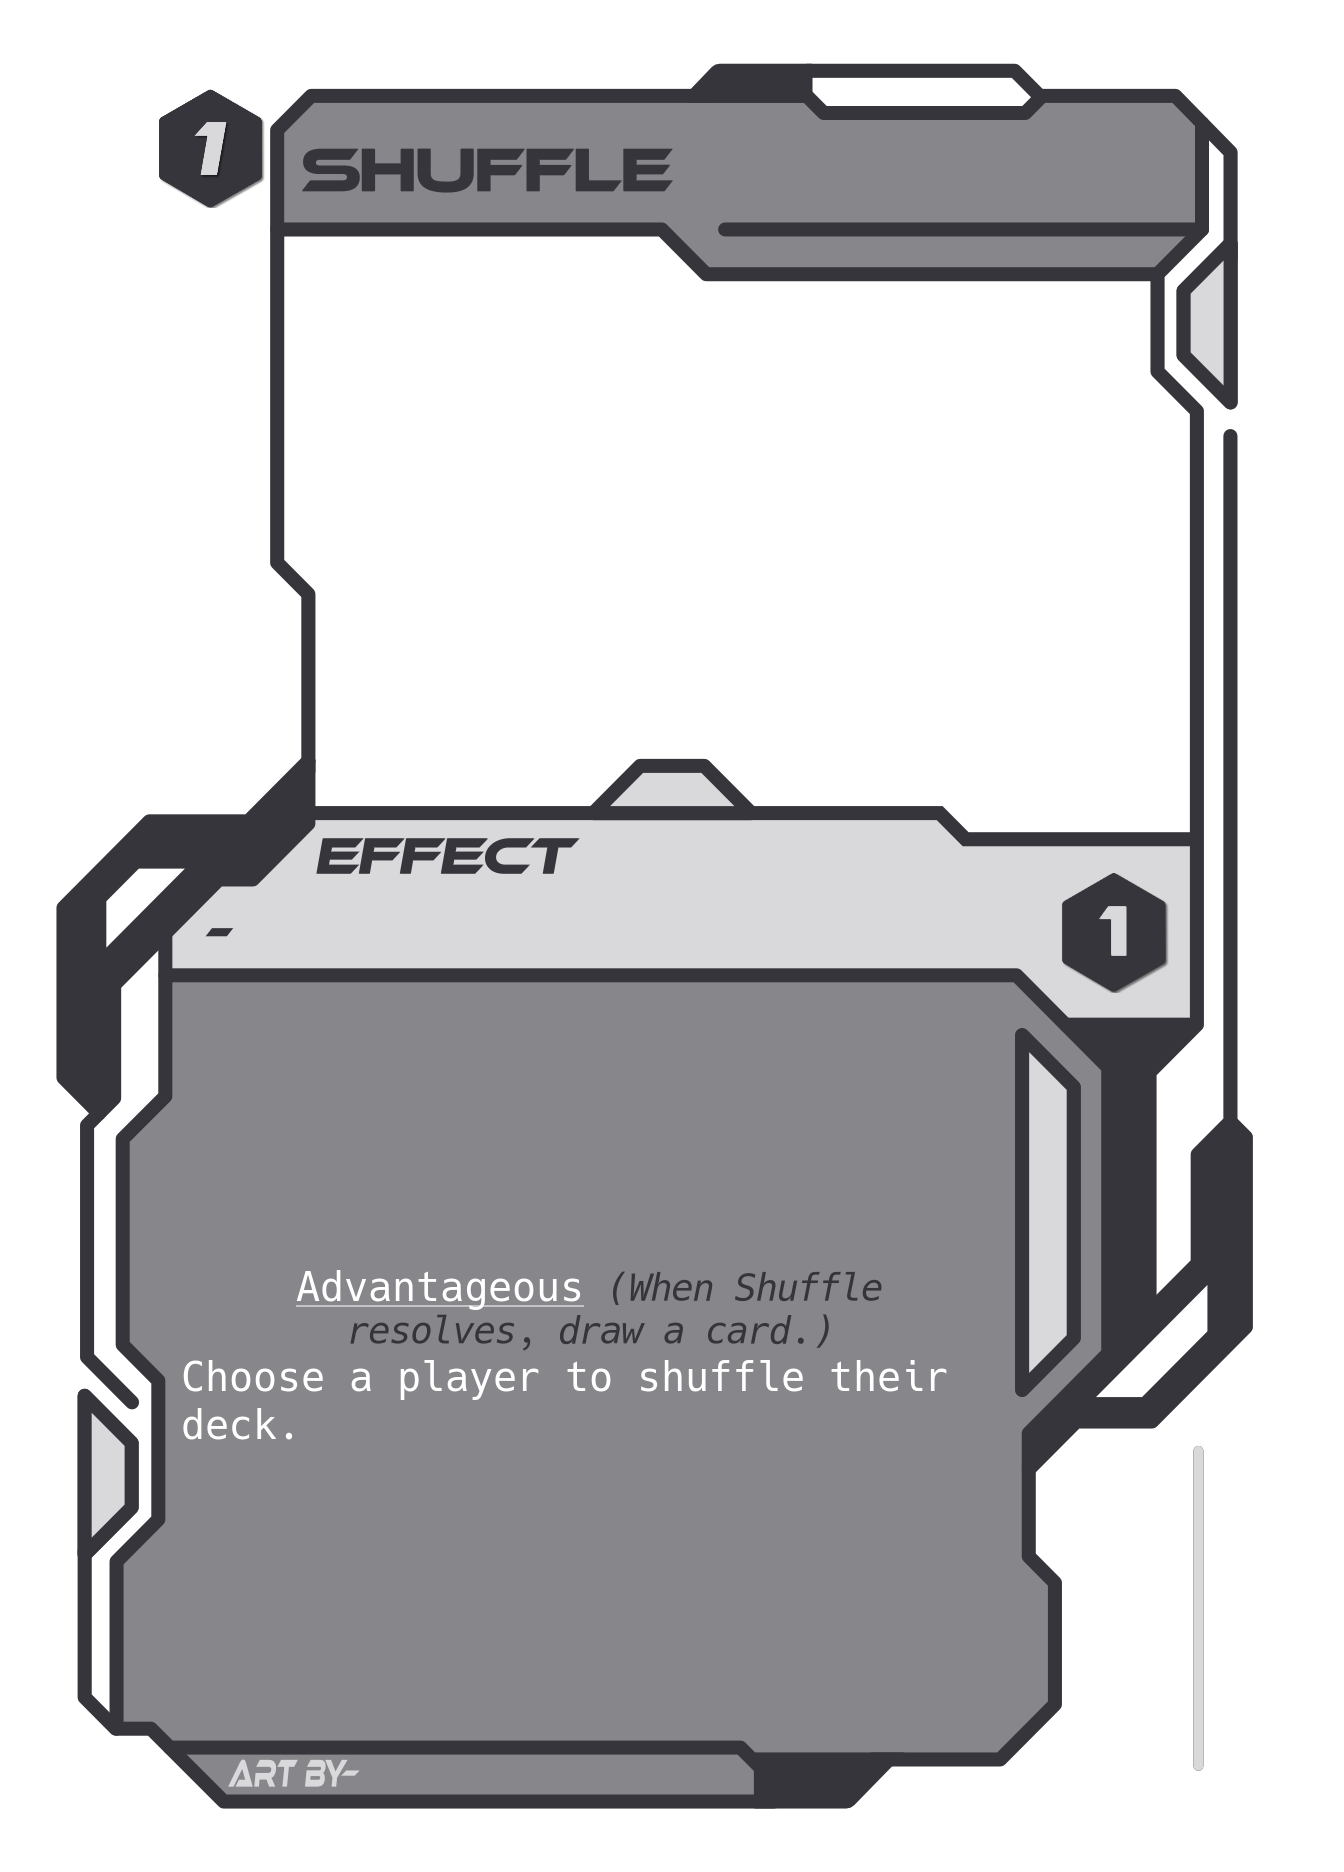 1
SHUFFLE
EFFECT
-
1
Advantageous (When Shuffle
resolves, draw a card.)
Choose a player to shuffle their
deck.
ART BY-